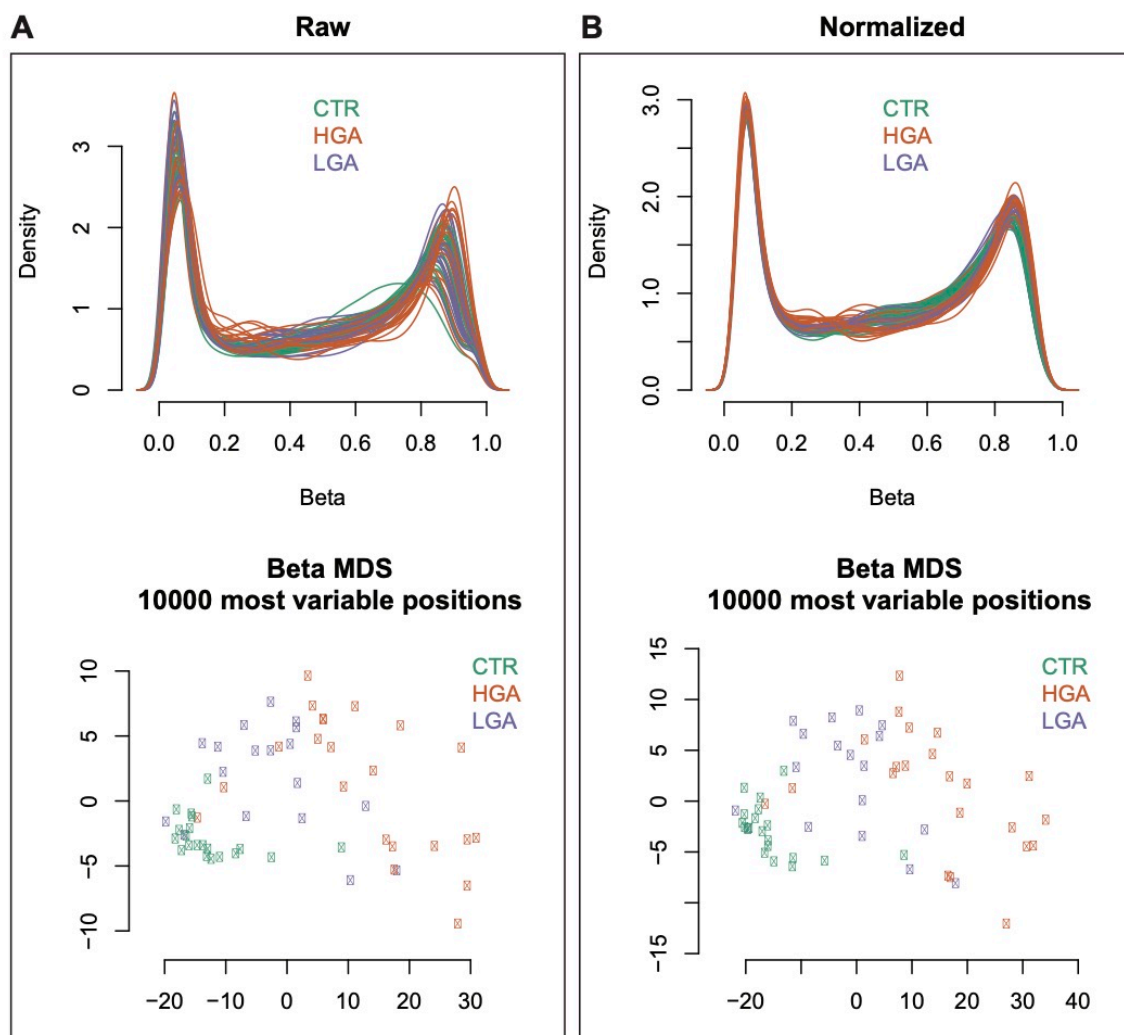 A
Raw
CTR
HGA
LGA
Density
3
2
1
0
0.0 0.2 0.4 0.6 0.8 1.0
Beta
Beta MDS
10000 most variable positions
CTR
HGA
LGA
10
5
0
−5
−10
−20 −10 0 10 20 30
B
Normalized
CTR
HGA
LGA
Density
3.0
2.0
1.0
0.0
0.0 0.2 0.4 0.6 0.8 1.0
Beta
Beta MDS
10000 most variable positions
CTR
HGA
LGA
15
10
5
0
−5
−15
−20 0 10 20 30 40